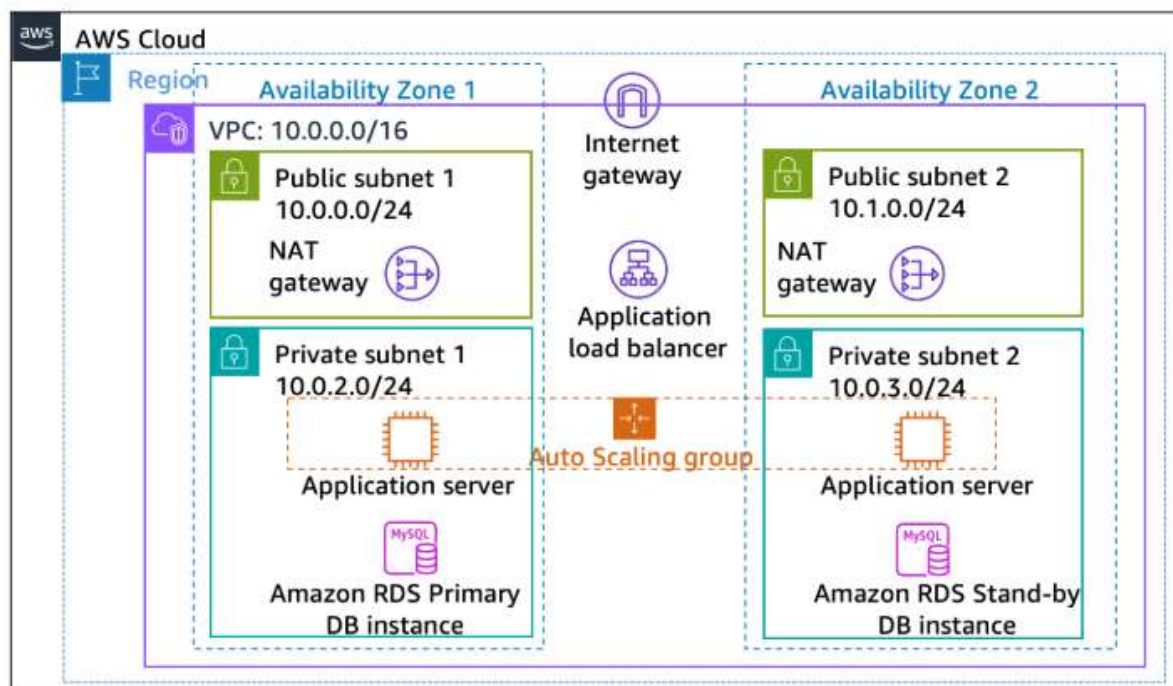 aws
AWS Cloud
Region
Availability Zone 1
Availability Zone 2
VPC: 10.0.0.0/16
Internet
gateway
Public subnet 1
10.0.0.0/24
NAT
gateway
Public subnet 2
10.1.0.0/24
NAT
gateway
Application
load balancer
Private subnet 1
10.0.2.0/24
Private subnet 2
10.0.3.0/24
Auto Scaling group
Application server
Application server
MySQL
Amazon RDS Primary
DB instance
MySQL
Amazon RDS Stand-by
DB instance